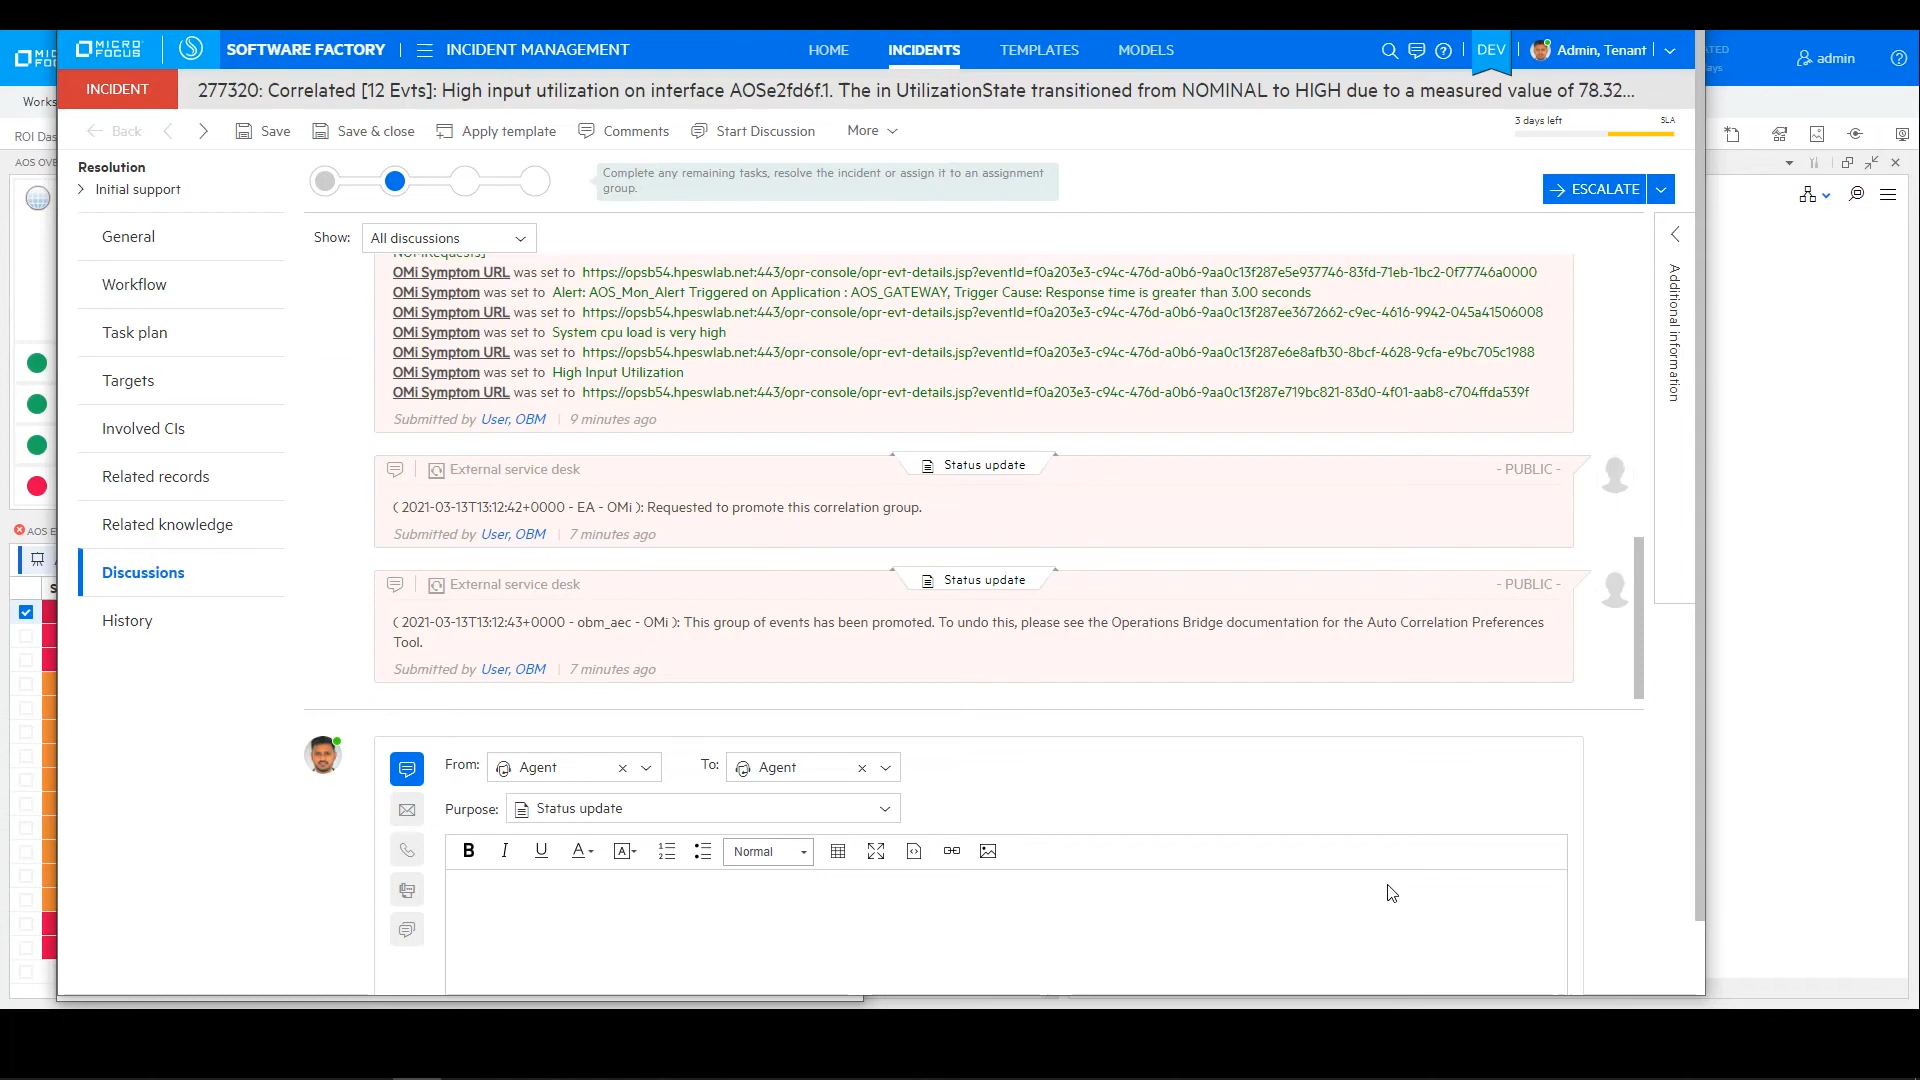 MICRO FOCUS
SOFTWARE FACTORY
INCIDENT MANAGEMENT
HOME
INCIDENTS
TEMPLATES
MODELS
DEV
Admin, Tenant
admin
INCIDENT
277320: Correlated [12 Evts]: High input utilization on interface AOSe2fd6f.1. The in UtilizationState transitioned from NOMINAL to HIGH due to a measured value of 78.32...
Works
Back
Save
Save & close
Apply template
Comments
Start Discussion
More
3 days left
SLA
ROI Das
AOS OVE
Resolution
Initial support
Complete any remaining tasks, resolve the incident or assign it to an assignment
group.
ESCALATE
General
Workflow
Task plan
Targets
Involved CIs
Related records
Related knowledge
Discussions
History
Show:
All discussions
Additional information
OMi Symptom URL was set to https://opsb54.hpeswlab.net:443/opr-console/opr-evt-details.jsp?eventId=f0a203e3-c94c-476d-a0b6-9aa0c13f287e5e937746-83fd-71eb-1bc2-0f77746a0000
OMi Symptom was set to Alert: AOS_Mon_Alert Triggered on Application : AOS_GATEWAY, Trigger Cause: Response time is greater than 3.00 seconds
OMi Symptom URL was set to https://opsb54.hpeswlab.net:443/opr-console/opr-evt-details.jsp?eventId=f0a203e3-c94c-476d-a0b6-9aa0c13f287ee3672662-c9ec-4616-9942-045a41506008
OMi Symptom was set to System cpu load is very high
OMi Symptom URL was set to https://opsb54.hpeswlab.net:443/opr-console/opr-evt-details.jsp?eventId=f0a203e3-c94c-476d-a0b6-9aa0c13f287e6e8afb30-8bcf-4628-9cfa-e9bc705c1988
OMi Symptom was set to High Input Utilization
OMi Symptom URL was set to https://opsb54.hpeswlab.net:443/opr-console/opr-evt-details.jsp?eventId=f0a203e3-c94c-476d-a0b6-9aa0c13f287e719bc821-83d0-4f01-aab8-c704ffda539f
Submitted by User, OBM | 9 minutes ago
External service desk
Status update
- PUBLIC -
( 2021-03-13T13:12:42+0000 - EA - OMi ): Requested to promote this correlation group.
Submitted by User, OBM | 7 minutes ago
AOS E
External service desk
Status update
- PUBLIC -
( 2021-03-13T13:12:43+0000 - obm_aec - OMi ): This group of events has been promoted. To undo this, please see the Operations Bridge documentation for the Auto Correlation Preferences
Tool.
Submitted by User, OBM | 7 minutes ago
From:
Agent
To:
Agent
Purpose:
Status update
Normal